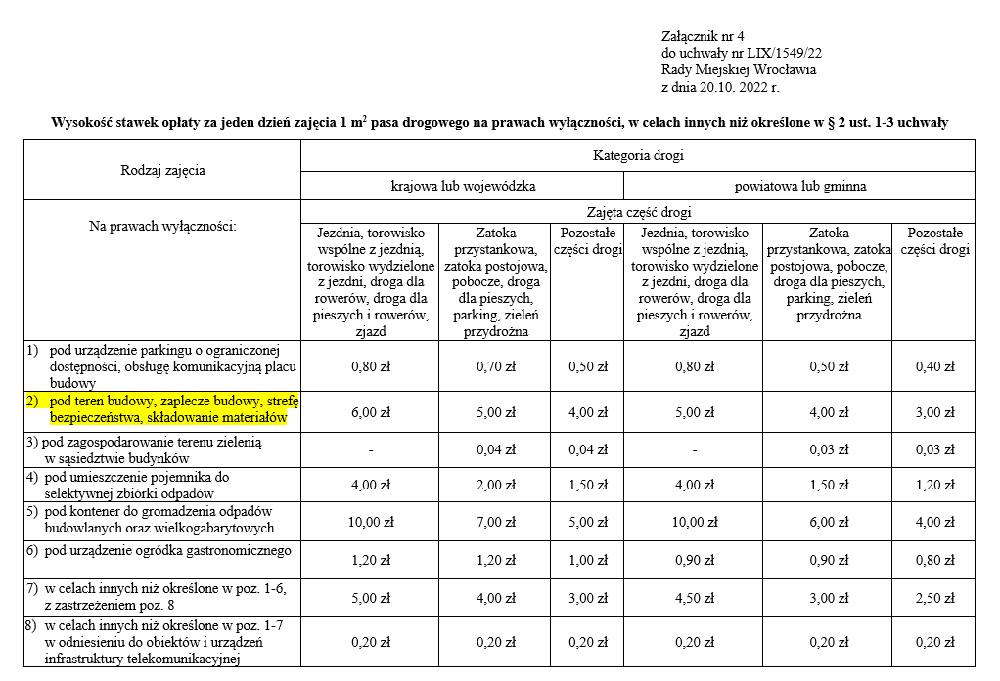 Załącznik nr 4
do uchwały nr LIX/1549/22
Rady Miejskiej Wrocławia
z dnia 20.10. 2022 r.
Wysokość stawek opłaty za jeden dzień zajęcia 1 m² pasa drogowego na prawach wyłączności, w celach innych niż określone w § 2 ust. 1-3 uchwały
Rodzaj zajęcia
Kategoria drogi
krajowa lub wojewódzka
powiatowa lub gminna
Na prawach wyłączności:
Zajęta część drogi
Jezdnia, torowisko
wspólne z jezdnią,
torowisko wydzielone
z jezdni, droga dla
rowerów, droga dla
pieszych i rowerów,
zjazd
Zatoka
przystankowa,
zatoka postojowa,
pobocze, droga
dla pieszych,
parking, zieleń
przydrożna
Pozostałe
części drogi
Jezdnia, torowisko
wspólne z jezdnią,
torowisko wydzielone
z jezdni, droga dla
rowerów, droga dla
pieszych i rowerów,
zjazd
Zatoka
przystankowa, zatoka
postojowa, pobocze,
droga dla pieszych,
parking, zieleń
przydrożna
Pozostałe
części drogi
1) pod urządzenie parkingu o ograniczonej
dostępności, obsługę komunikacyjną placu
budowy
0,80 zł 0,70 zł 0,50 zł 0,80 zł 0,50 zł 0,40 zł
2) pod teren budowy, zaplecze budowy, strefę
bezpieczeństwa, składowanie materiałów
6,00 zł 5,00 zł 4,00 zł 5,00 zł 4,00 zł 3,00 zł
3) pod zagospodarowanie terenu zielenią
w sąsiedztwie budynków
- 0,04 zł 0,04 zł - 0,03 zł 0,03 zł
4) pod umieszczenie pojemnika do
selektywnej zbiórki odpadów
4,00 zł 2,00 zł 1,50 zł 4,00 zł 1,50 zł 1,20 zł
5) pod kontener do gromadzenia odpadów
budowlanych oraz wielkogabarytowych
10,00 zł 7,00 zł 5,00 zł 10,00 zł 6,00 zł 4,00 zł
6) pod urządzenie ogródka gastronomicznego
1,20 zł 1,20 zł 1,00 zł 0,90 zł 0,90 zł 0,80 zł
7) w celach innych niż określone w poz. 1-6,
z zastrzeżeniem poz. 8
5,00 zł 4,00 zł 3,00 zł 4,50 zł 3,00 zł 2,50 zł
8) w celach innych niż określone w poz. 1-7
w odniesieniu do obiektów i urządzeń
infrastruktury telekomunikacyjnej
0,20 zł 0,20 zł 0,20 zł 0,20 zł 0,20 zł 0,20 zł